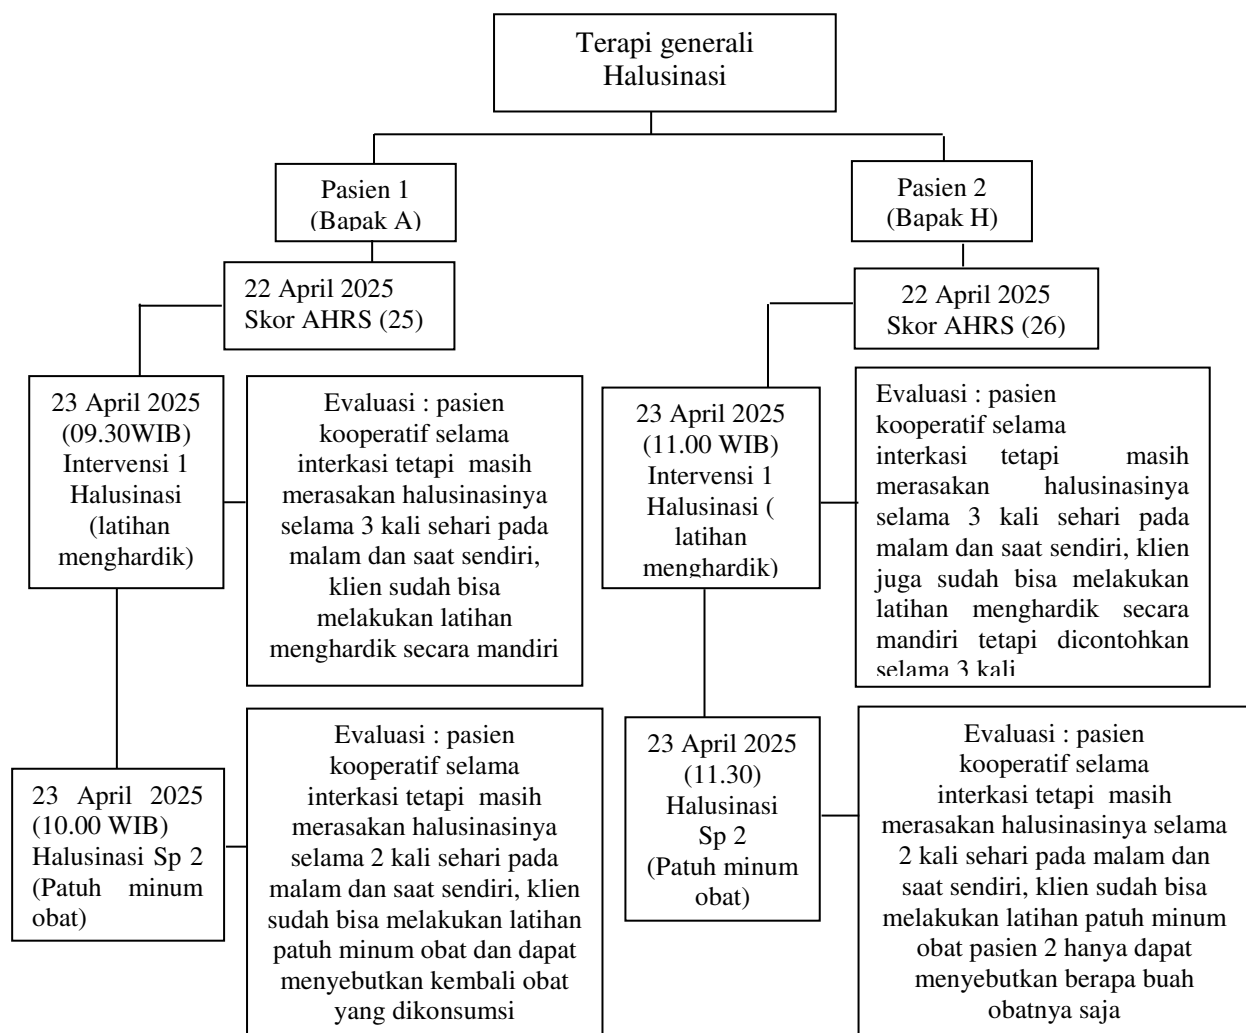 Terapi generali
Halusinasi
Pasien 1
(Bapak A)
Pasien 2
(Bapak H)
22 April 2025
Skor AHRS (25)
22 April 2025
Skor AHRS (26)
23 April 2025
(09.30WIB)
Intervensi 1
Halusinasi
(latihan
menghardik)
Evaluasi : pasien
kooperatif selama
interkasi tetapi masih
merasakan halusinasinya
selama 3 kali sehari pada
malam dan saat sendiri,
klien sudah bisa
melakukan latihan
menghardik secara mandiri
23 April 2025
(11.00 WIB)
Intervensi 1
Halusinasi (
latihan
menghardik)
Evaluasi : pasien
kooperatif selama
interkasi tetapi masih
merasakan halusinasinya
selama 3 kali sehari pada
malam dan saat sendiri, klien
juga sudah bisa melakukan
latihan menghardik secara
mandiri tetapi dicontohkan
selama 3 kali
23 April 2025
(10.00 WIB)
Halusinasi Sp 2
(Patuh minum
obat)
Evaluasi : pasien
kooperatif selama
interkasi tetapi masih
merasakan halusinasinya
selama 2 kali sehari pada
malam dan saat sendiri, klien
sudah bisa melakukan latihan
patuh minum obat dan dapat
menyebutkan kembali obat
yang dikonsumsi
23 April 2025
(11.30)
Halusinasi
Sp 2
(Patuh minum
obat)
Evaluasi : pasien
kooperatif selama
interkasi tetapi masih
merasakan halusinasinya selama
2 kali sehari pada malam dan
saat sendiri, klien sudah bisa
melakukan latihan patuh minum
obat pasien 2 hanya dapat
menyebutkan berapa buah
obatnya saja